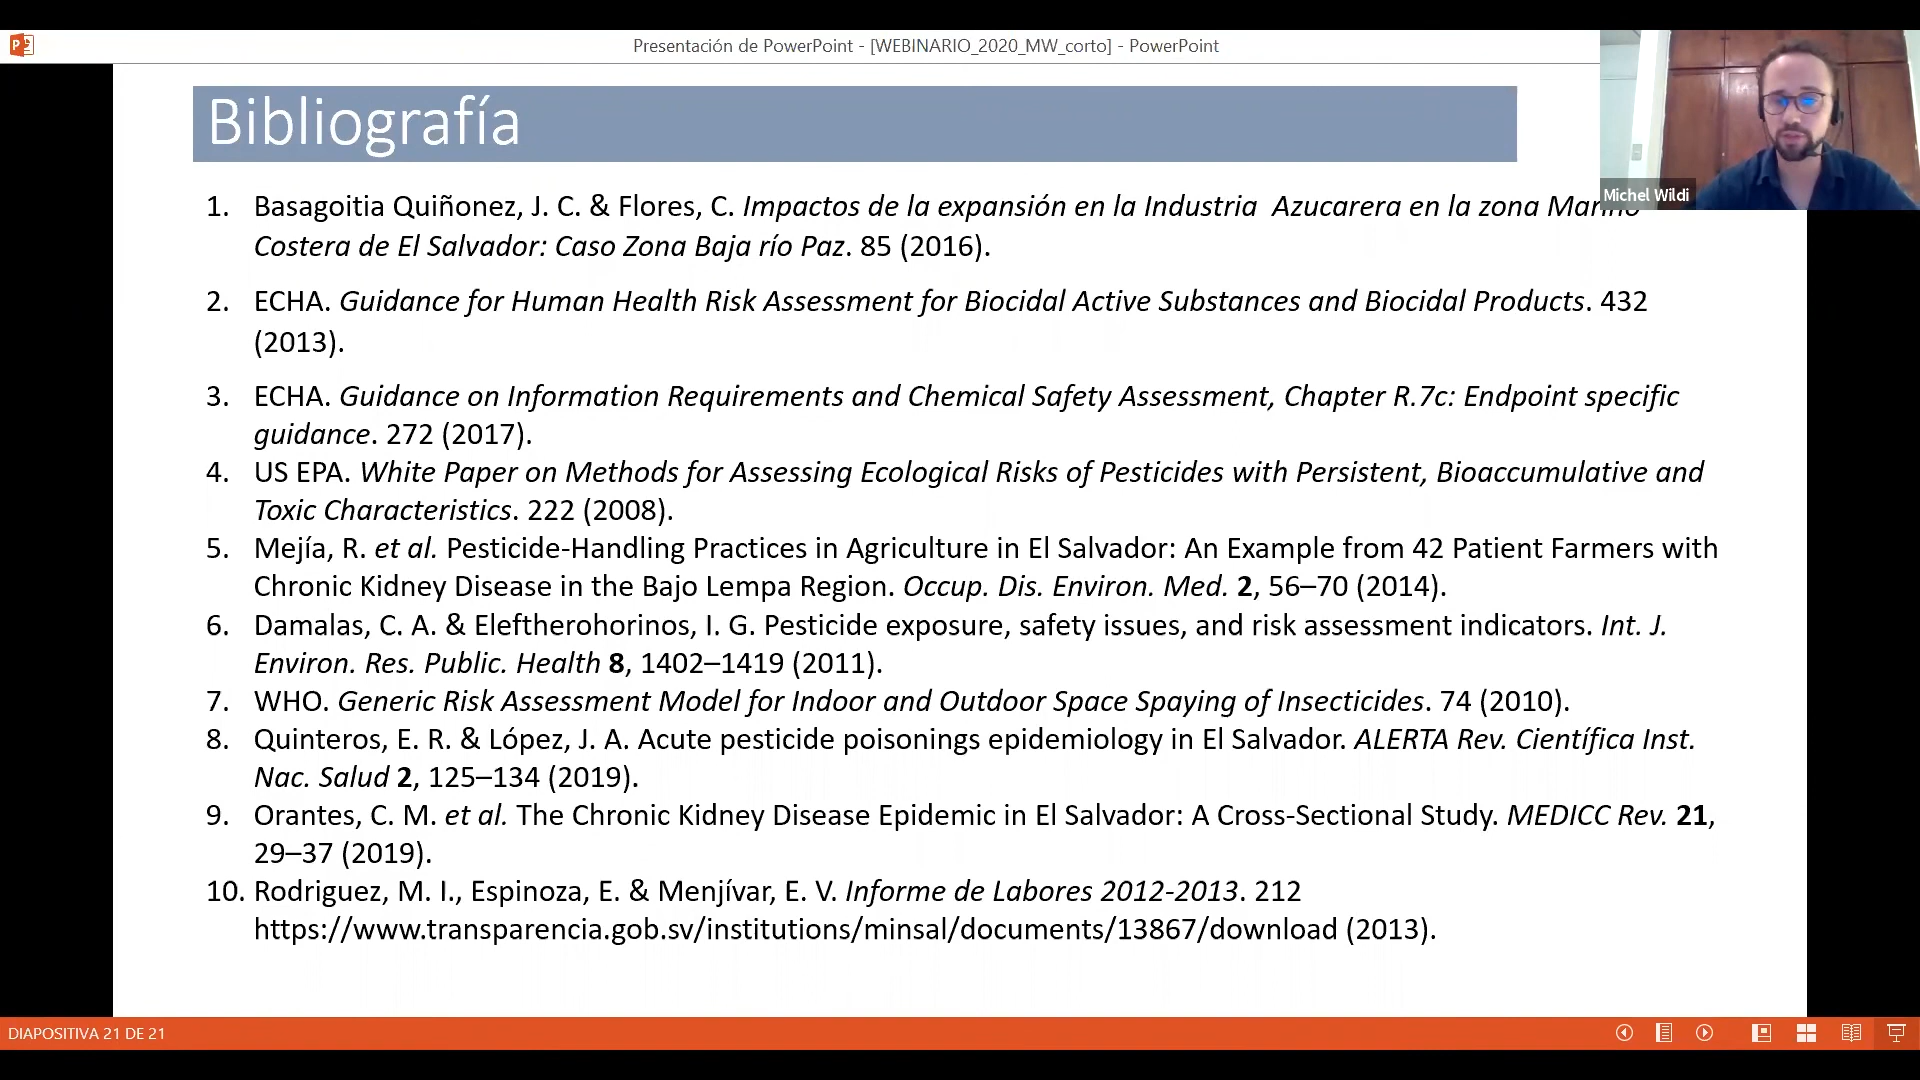 Presentación de PowerPoint - [WEBINARIO_2020_MW_corto] - PowerPoint
Bibliografía
Michel Wildi
1. Basagoitia Quiñonez, J. C. & Flores, C. Impactos de la expansión en la Industria Azucarera en la zona Marino
Costera de El Salvador: Caso Zona Baja río Paz. 85 (2016).
2. ECHA. Guidance for Human Health Risk Assessment for Biocidal Active Substances and Biocidal Products. 432
(2013).
3. ECHA. Guidance on Information Requirements and Chemical Safety Assessment, Chapter R.7c: Endpoint specific
guidance. 272 (2017).
4. US EPA. White Paper on Methods for Assessing Ecological Risks of Pesticides with Persistent, Bioaccumulative and
Toxic Characteristics. 222 (2008).
5. Mejía, R. et al. Pesticide-Handling Practices in Agriculture in El Salvador: An Example from 42 Patient Farmers with
Chronic Kidney Disease in the Bajo Lempa Region. Occup. Dis. Environ. Med. 2, 56–70 (2014).
6. Damalas, C. A. & Eleftherohorinos, I. G. Pesticide exposure, safety issues, and risk assessment indicators. Int. J.
Environ. Res. Public. Health 8, 1402–1419 (2011).
7. WHO. Generic Risk Assessment Model for Indoor and Outdoor Space Spaying of Insecticides. 74 (2010).
8. Quinteros, E. R. & López, J. A. Acute pesticide poisonings epidemiology in El Salvador. ALERTA Rev. Científica Inst.
Nac. Salud 2, 125–134 (2019).
9. Orantes, C. M. et al. The Chronic Kidney Disease Epidemic in El Salvador: A Cross-Sectional Study. MEDICC Rev. 21,
29–37 (2019).
10. Rodriguez, M. I., Espinoza, E. & Menjívar, E. V. Informe de Labores 2012-2013. 212
https://www.transparencia.gob.sv/institutions/minsal/documents/13867/download (2013).
DIAPOSITIVA 21 DE 21